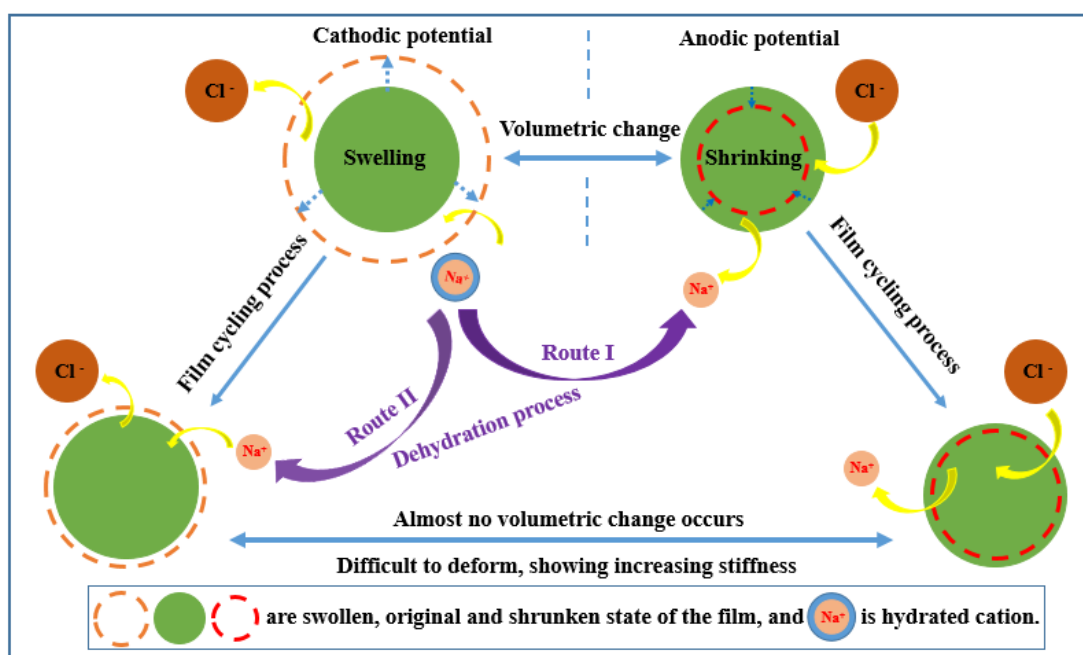 Cathodic potential
Anodic potential
Cl -
Cl -
Swelling
Volumetric change
Shrinking
Na+
Na+
Film cycling process
Film cycling process
Route I
Route II
Dehydration process
Cl -
Cl -
Na+
Na+
Almost no volumetric change occurs
Difficult to deform, showing increasing stiffness
are swollen, original and shrunken state of the film, and Na+ is hydrated cation.